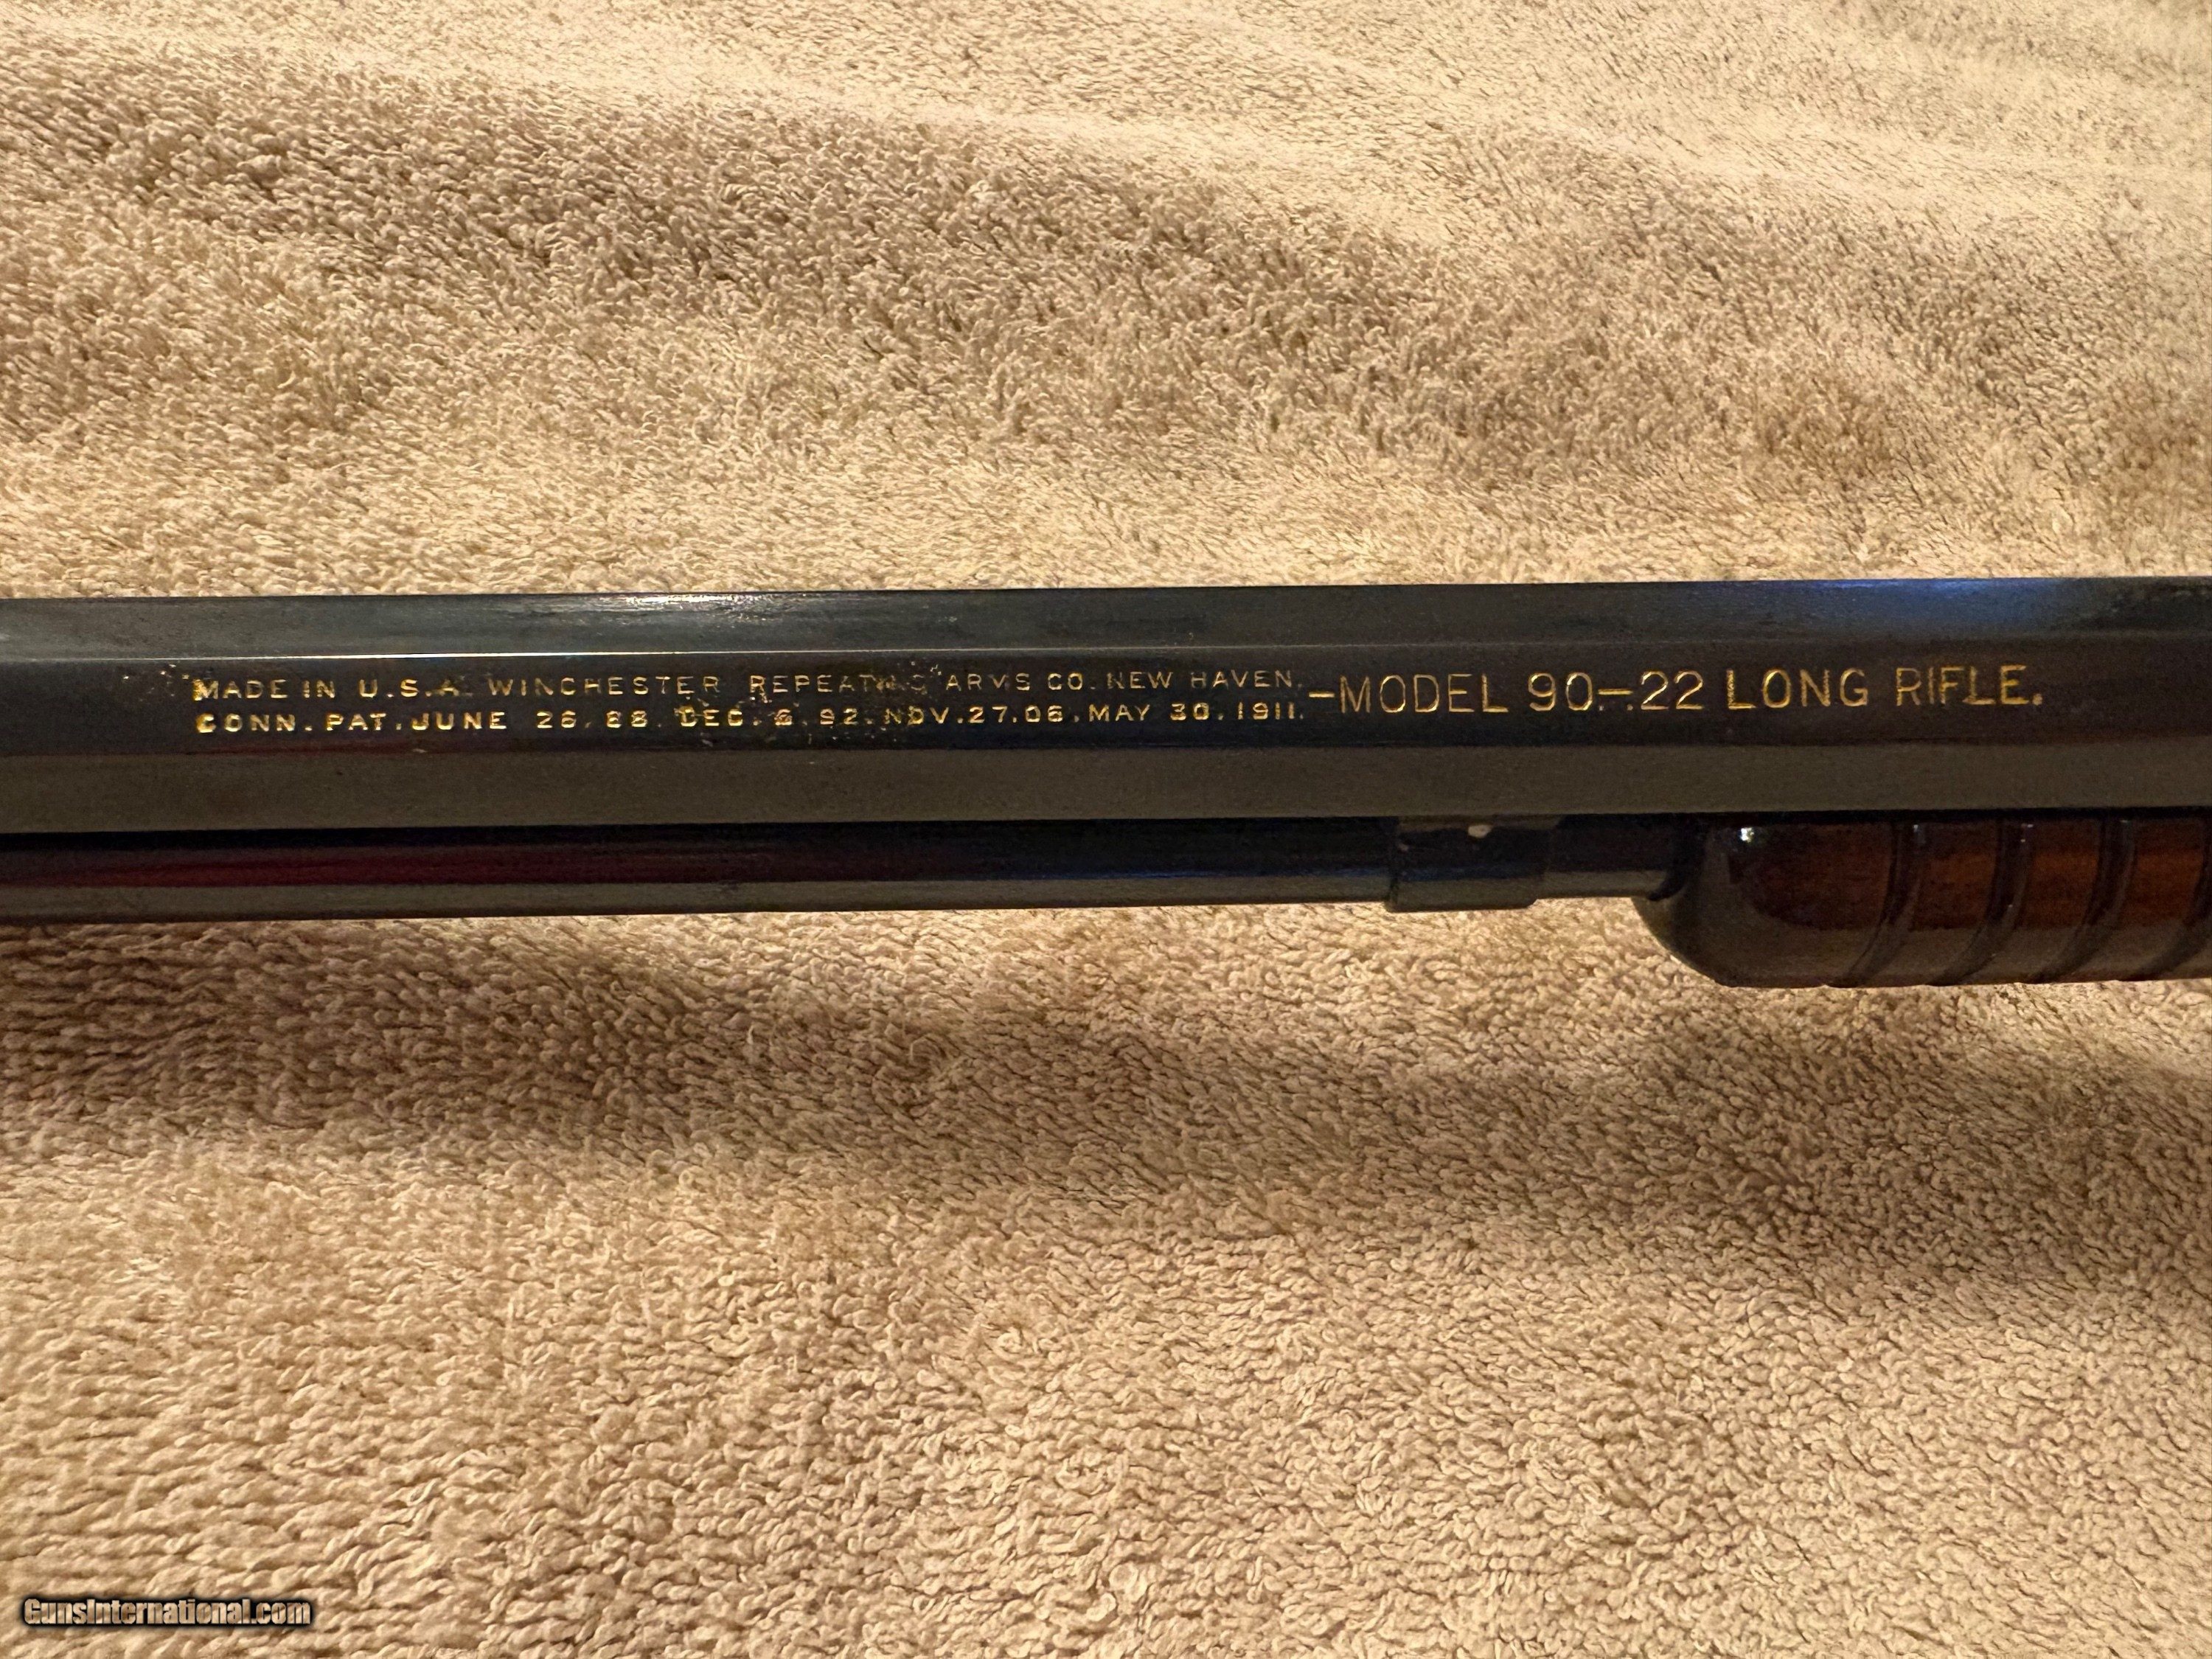 MADE IN U.S.A. WINCHESTER REPEATING ARMS CO. NEW HAVEN.
CONN. PAT. JUNE 26. 88. DEC. 6. 92. NOV. 27. 06. MAY 30. 1911.
-MODEL 90-.22 LONG RIFLE.
GunsInternational.com